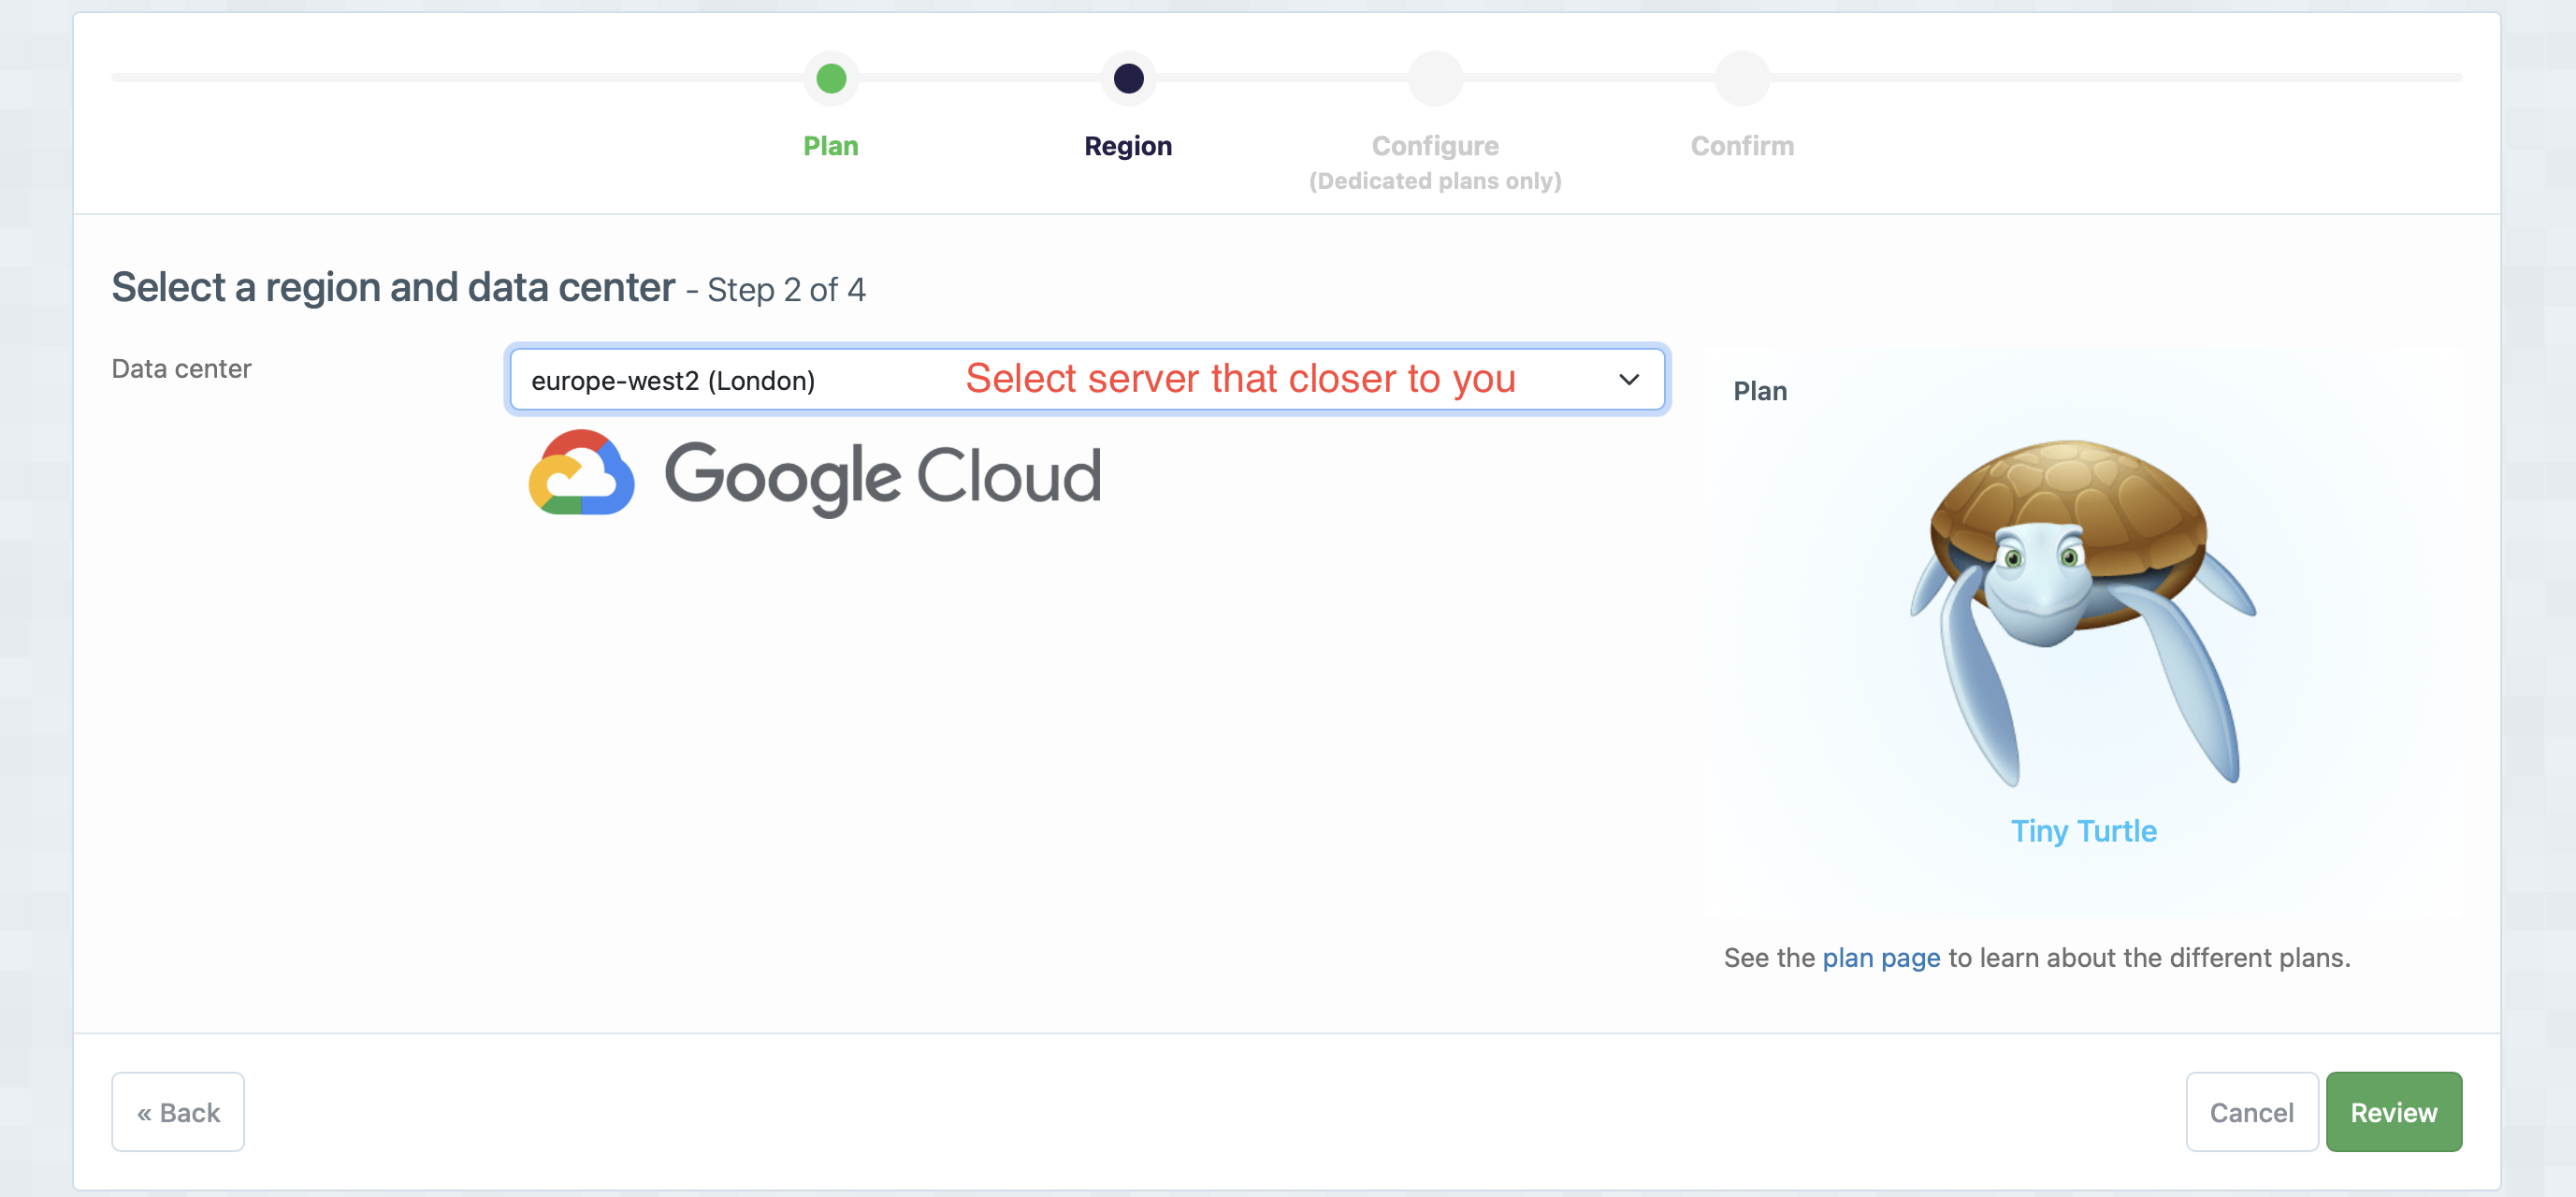 Plan
Region
Configure
(Dedicated plans only)
Confirm
Select a region and data center - Step 2 of 4
Data center
europe-west2 (London)
Select server that closer to you
Google Cloud
Plan
Tiny Turtle
See the plan page to learn about the different plans.
« Back
Cancel
Review